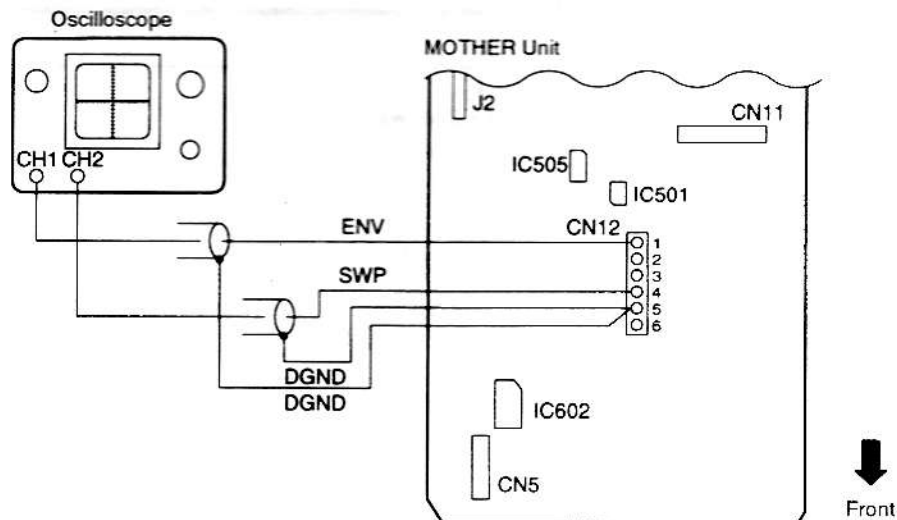 Oscilloscope
MOTHER Unit
J2
CN11
CH1 CH2
IC505
IC501
ENV
CN12
1
2
3
SWP
4
5
6
DGND
DGND
IC602
CN5
Front